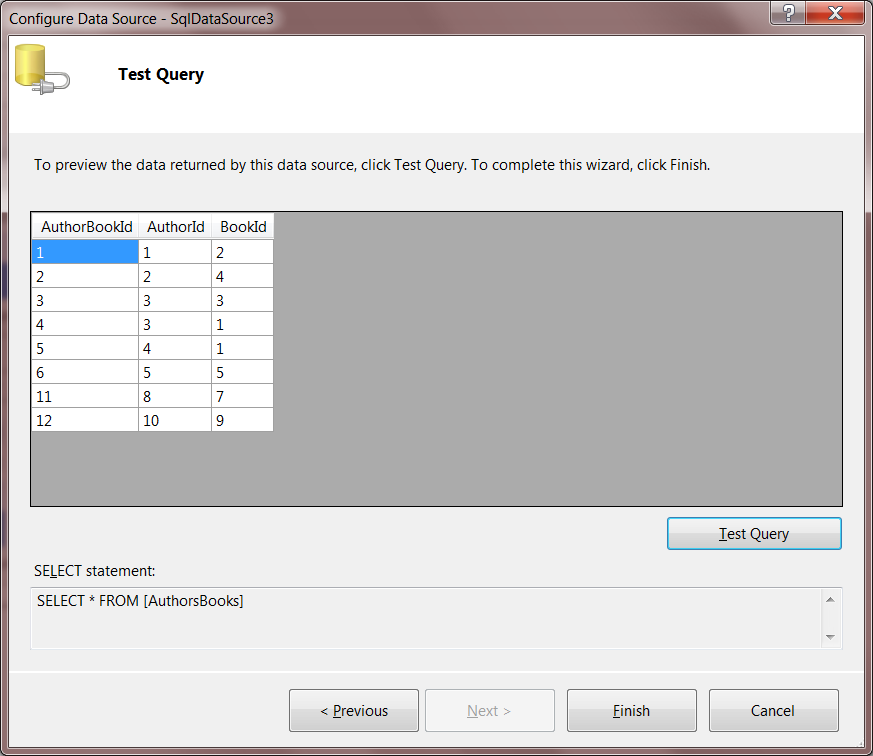 Configure Data Source - SqlDataSource3
?
X
Test Query
To preview the data returned by this data source, click Test Query. To complete this wizard, click Finish.
AuthorBookId AuthorId BookId
1 1 2
2 2 4
3 3 3
4 3 1
5 4 1
6 5 5
11 8 7
12 10 9
Test Query
SELECT statement:
SELECT * FROM [AuthorsBooks]
< Previous Next > Finish Cancel